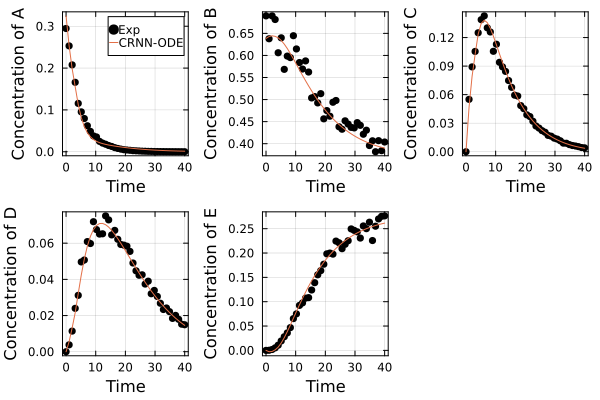 Concentration of A
0.3
0.2
0.1
0.0
Exp
CRNN-ODE
0 10 20 30 40
Time
Concentration of B
0.65
0.60
0.55
0.50
0.45
0.40
0 10 20 30 40
Time
Concentration of C
0.12
0.09
0.06
0.03
0.00
0 10 20 30 40
Time
Concentration of D
0.06
0.04
0.02
0.00
0 10 20 30 40
Time
Concentration of E
0.25
0.20
0.15
0.10
0.05
0.00
0 10 20 30 40
Time